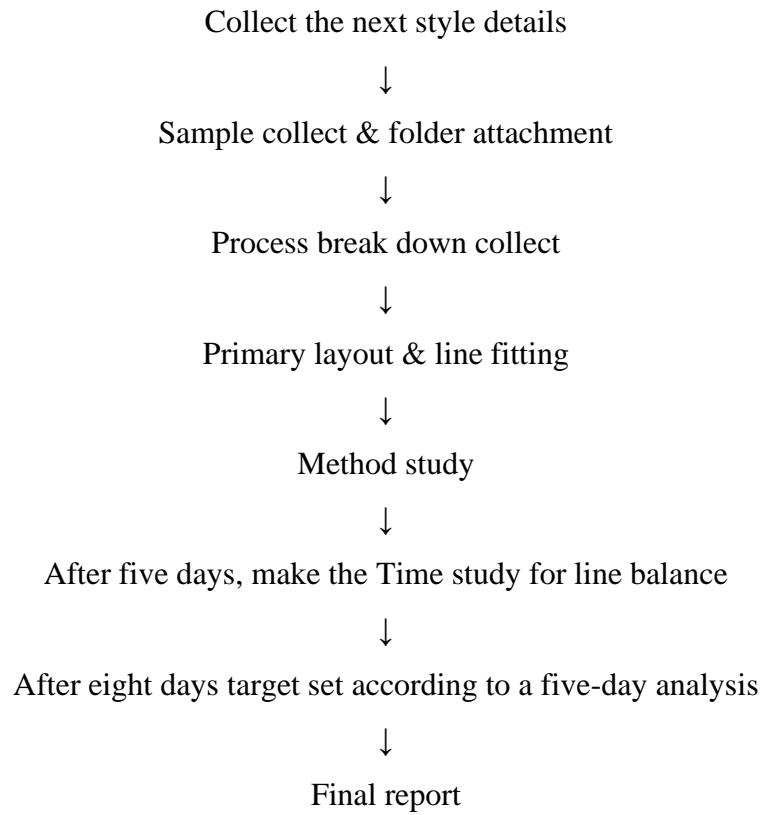 Collect the next style details
↓
Sample collect & folder attachment
↓
Process break down collect
↓
Primary layout & line fitting
↓
Method study
↓
After five days, make the Time study for line balance
↓
After eight days target set according to a five-day analysis
↓
Final report